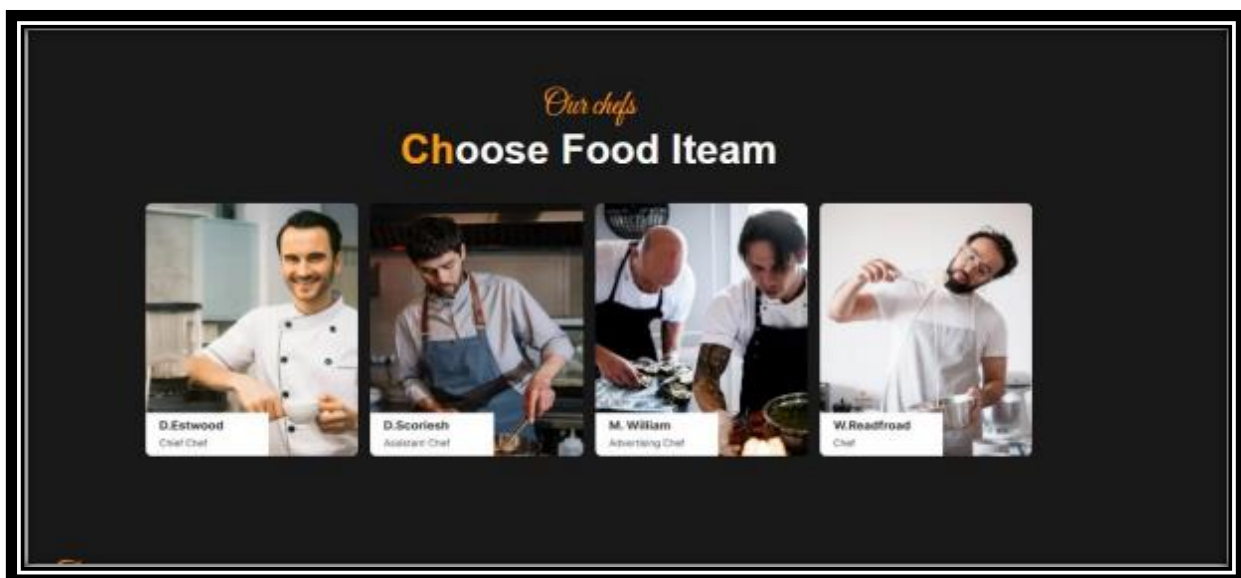 Our chefs
Choose Food Iteam
D.Estwood
Chief Chef
D.Scoriesh
Assistant Chef
M. William
Advertising Chef
W.Readfroad
Chef